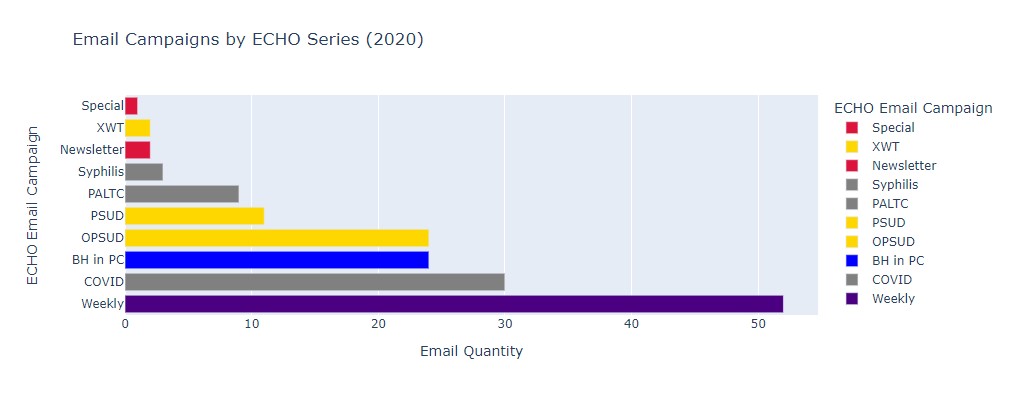 Email Campaigns by ECHO Series (2020)
ECHO Email Campaign
Special
XWT
Newsletter
Syphilis
PALTC
PSUD
OPSUD
BH in PC
COVID
Weekly
0 10 20 30 40 50
Email Quantity
ECHO Email Campaign
Special
XWT
Newsletter
Syphilis
PALTC
PSUD
OPSUD
BH in PC
COVID
Weekly